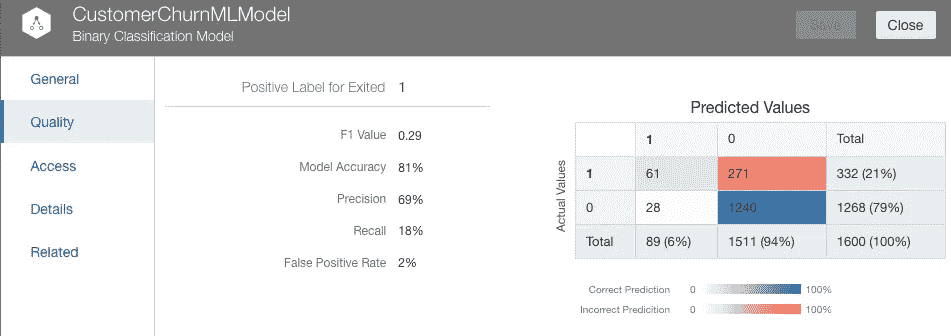 CustomerChurnMLModel
Binary Classification Model
Save
Close
General
Quality
Access
Details
Related
Positive Label for Exited 1
F1 Value 0.29
Model Accuracy 81%
Precision 69%
Recall 18%
False Positive Rate 2%
Predicted Values
Actual Values
1 0 Total
1 61 271 332 (21%)
0 28 1240 1268 (79%)
Total 89 (6%) 1511 (94%) 1600 (100%)
Correct Prediction 0 100%
Incorrect Predicition 0 100%